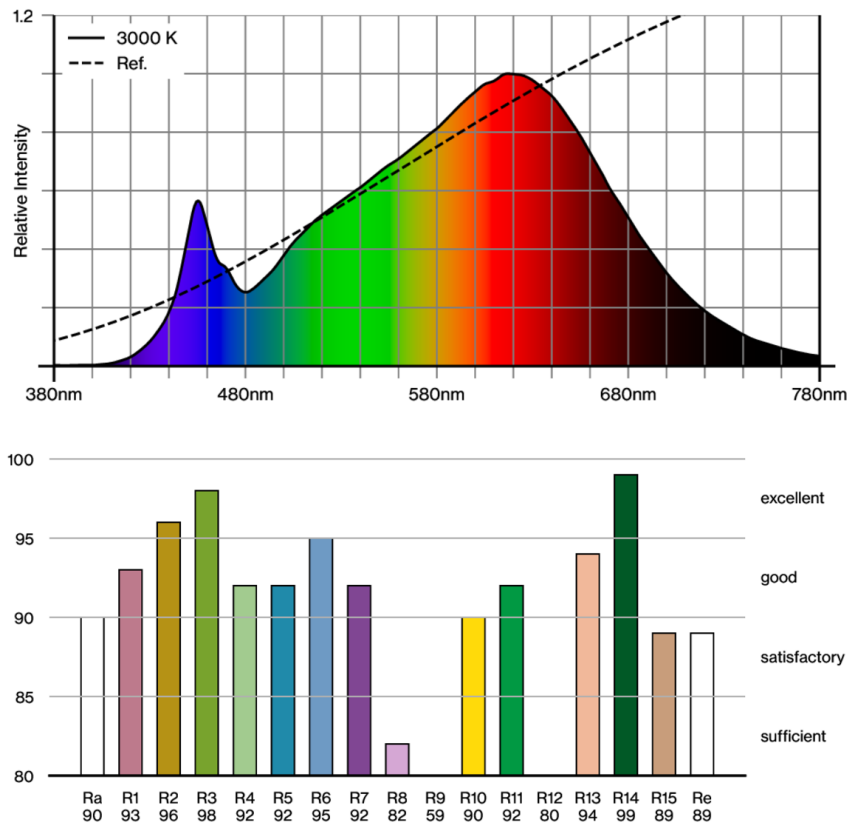 1.2
3000 K
Ref.
Relative Intensity
380nm 480nm 580nm 680nm 780nm
100
excellent
95
good
90
satisfactory
85
sufficient
80
Ra R1 R2 R3 R4 R5 R6 R7 R8 R9 R10 R11 R12 R13 R14 R15 Re
90 93 96 98 92 92 95 92 82 59 90 92 80 94 99 89 89